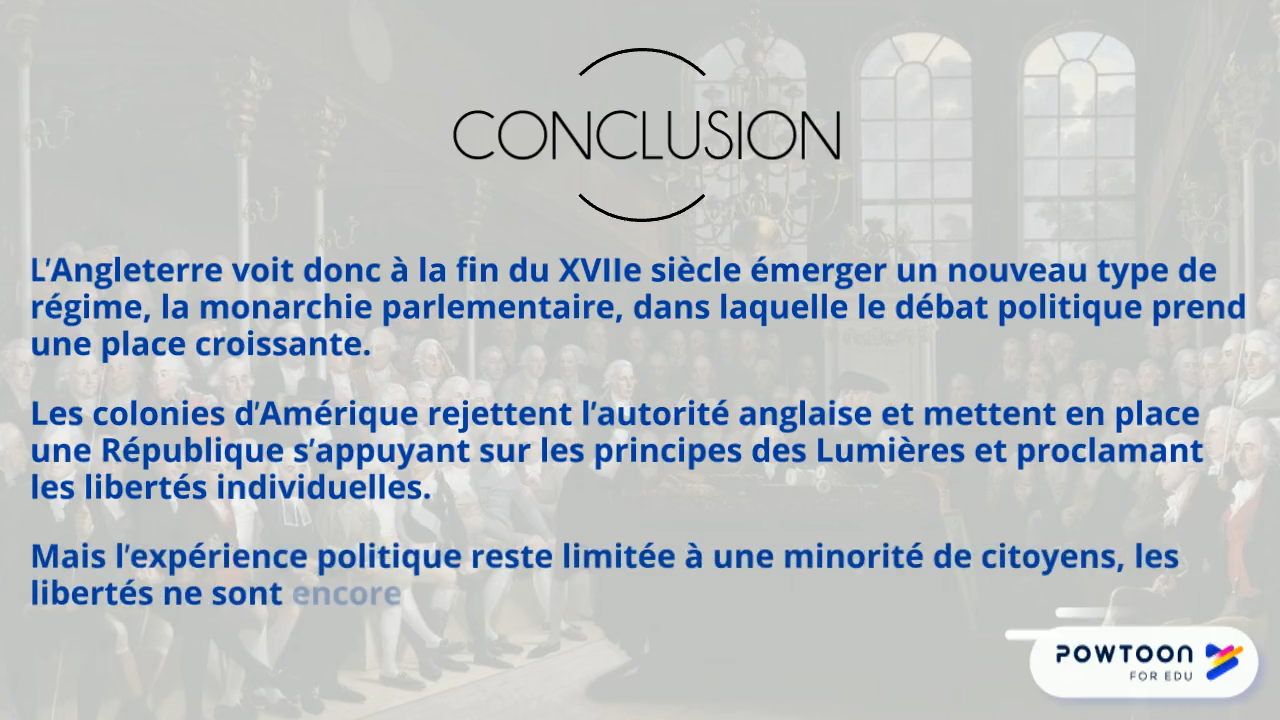 CONCLUSION
L'Angleterre voit donc à la fin du XVIIe siècle émerger un nouveau type de
régime, la monarchie parlementaire, dans laquelle le débat politique prend
une place croissante.
Les colonies d'Amérique rejettent l'autorité anglaise et mettent en place
une République s'appuyant sur les principes des Lumières et proclamant
les libertés individuelles.
Mais l'expérience politique reste limitée à une minorité de citoyens, les
libertés ne sont encore
POWTOON
FOR EDU